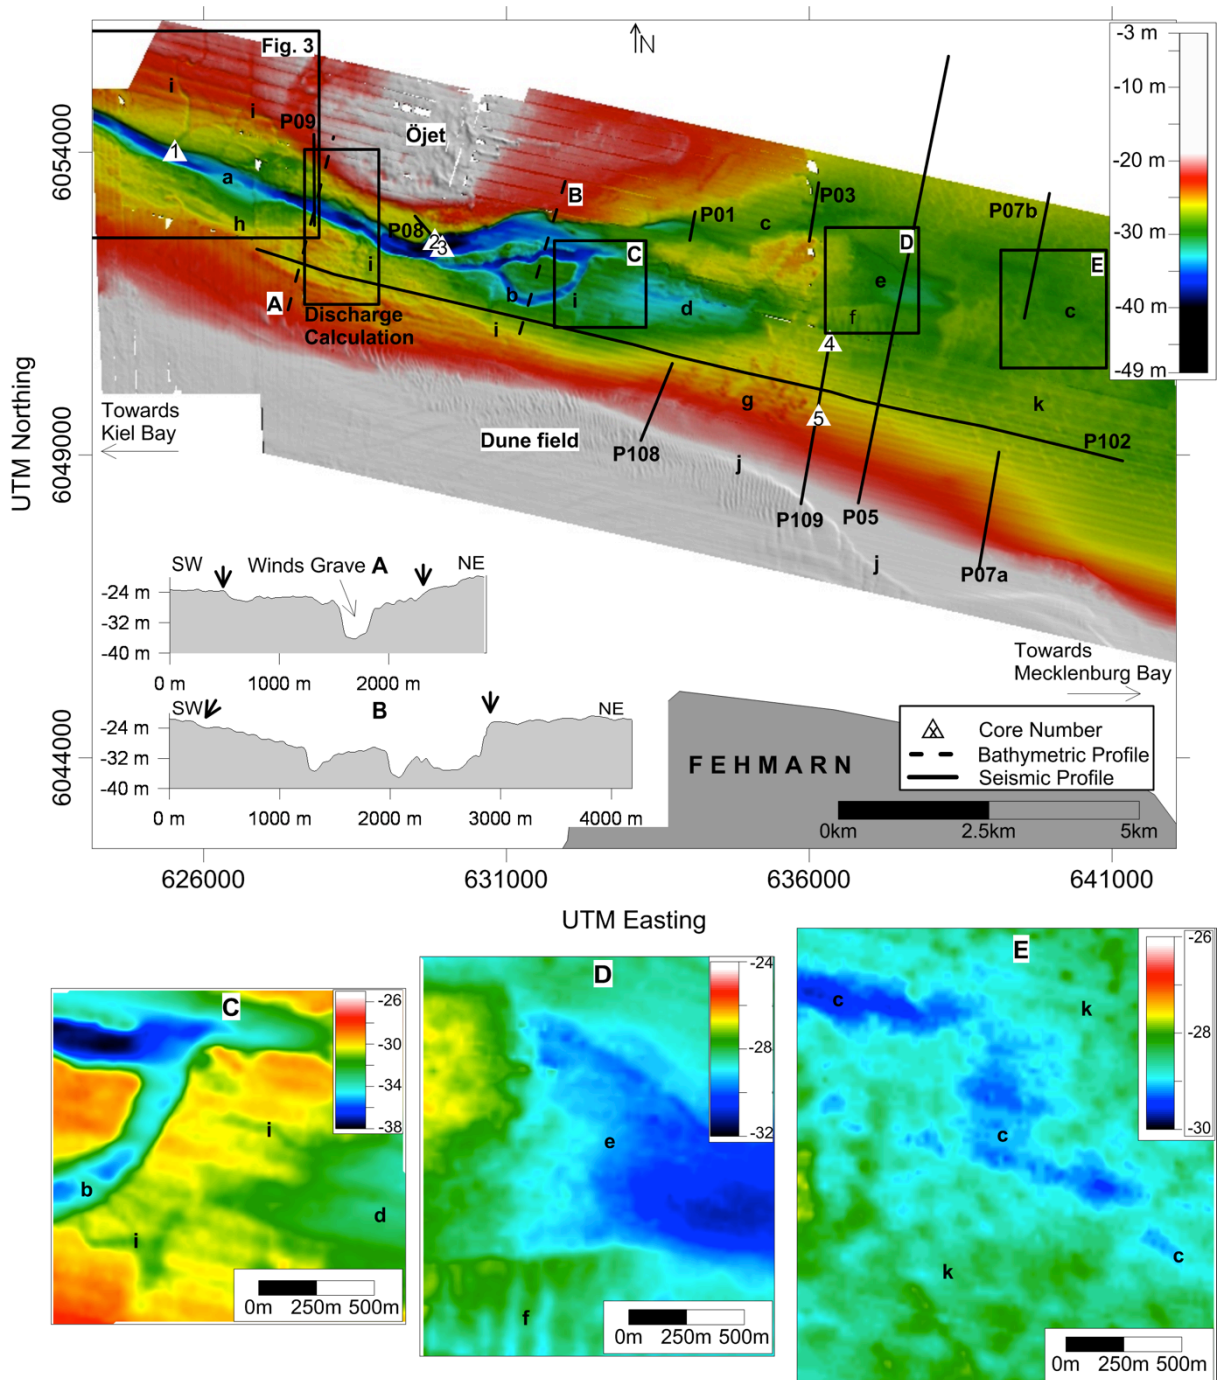 N
Fig. 3
-3 m
-10 m
-20 m
-30 m
-40 m
-49 m
UTM Northing
6054000
6049000
6044000
i
i
P09
Öjet
1
a
h
P08
2
3
B
P01
c
P03
P07b
D
E
C
e
c
i
b
i
d
f
A
Discharge
Calculation
i
4
g
5
k
P102
Towards
Kiel Bay
Dune field
P108
j
P109
P05
j
P07a
SW
Winds Grave
A
NE
-24 m
-32 m
-40 m
0 m
1000 m
2000 m
SW
B
NE
-24 m
-32 m
-40 m
0 m
1000 m
2000 m
3000 m
4000 m
Towards
Mecklenburg Bay
FEHMARN
x Core Number
Bathymetric Profile
Seismic Profile
0km
2.5km
5km
626000
631000
636000
641000
UTM Easting
C
-26
-30
-34
-38
i
b
d
i
0m 250m 500m
D
-24
-28
-32
e
f
0m 250m 500m
E
-26
-28
-30
c
k
c
c
k
0m 250m 500m